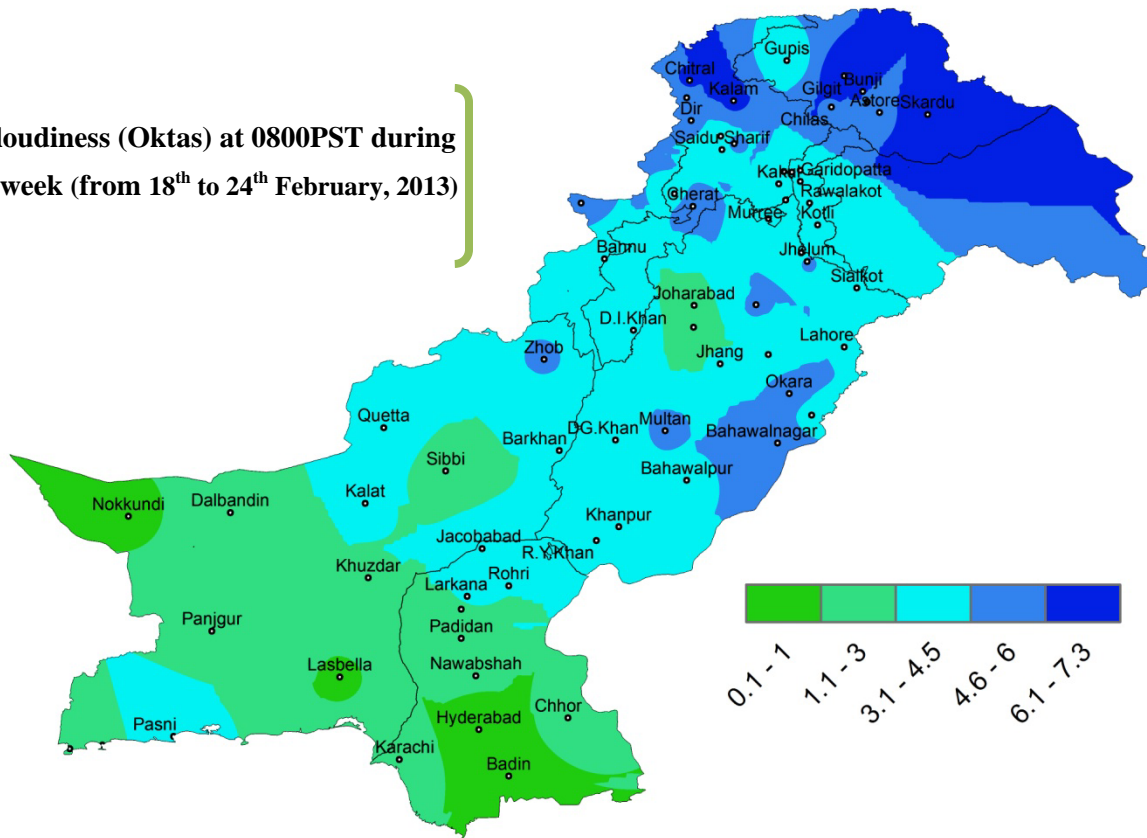 loudiness (Oktas) at 0800PST during
week (from 18th to 24th February, 2013)
Gupis
Chitral
Bunji
Kalam
Gilgit
Astore
Skardu
Dir
Chilas
Saidu Sharif
Garidopatta
Rawalakot
Cherat
Murree
Kotli
Bannu
Jhelum
Sialkot
Joharabad
D.I.Khan
Zhob
Lahore
Jhang
Okara
Quetta
DG.Khan
Multan
Bahawalnagar
Barkhan
Sibbi
Bahawalpur
Nokkundi
Dalbandin
Kalat
Khanpur
Jacobabad
R.Y.Khan
Khuzdar
Larkana
Rohri
Panjgur
Padidan
Lasbella
Nawabshah
Chhor
Pasni
Hyderabad
Karachi
Badin
0.1 - 1
1.1 - 3
3.1 - 4.5
4.6 - 6
6.1 - 7.3